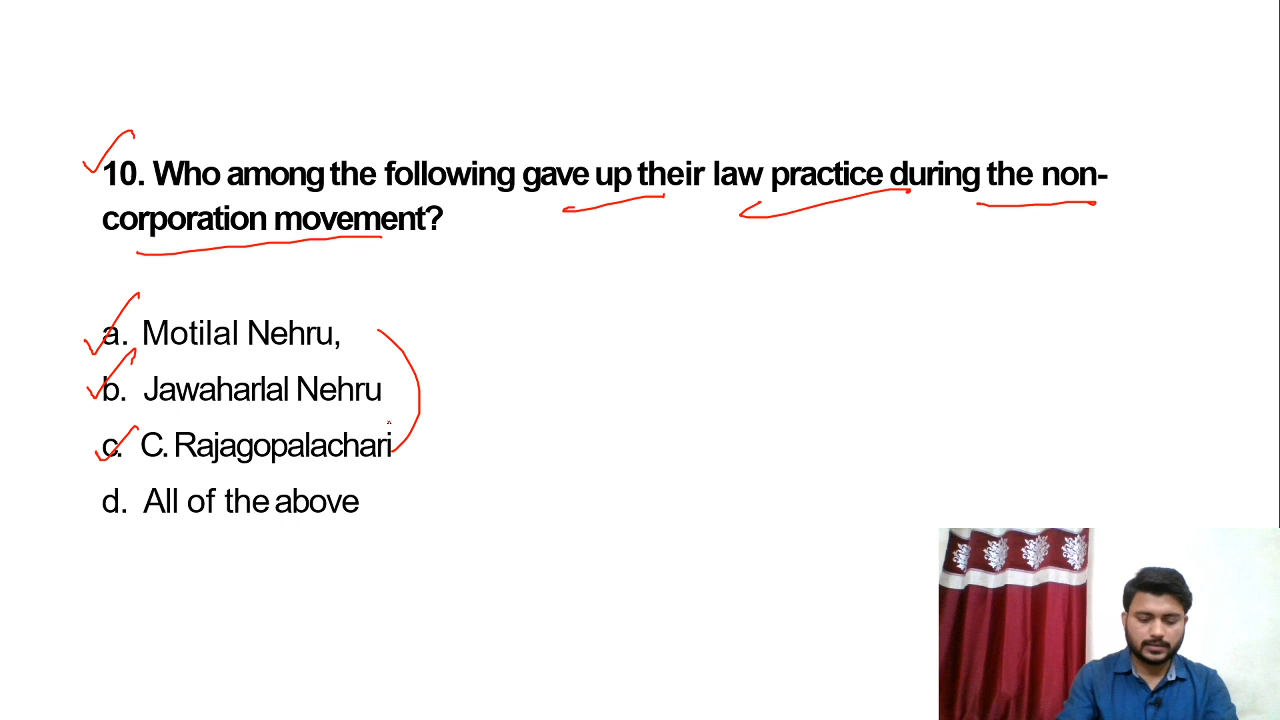 10. Who among the following gave up their law practice during the non-
corporation movement?
a. Motilal Nehru,
b. Jawaharlal Nehru
c. C. Rajagopalachari
d. All of the above